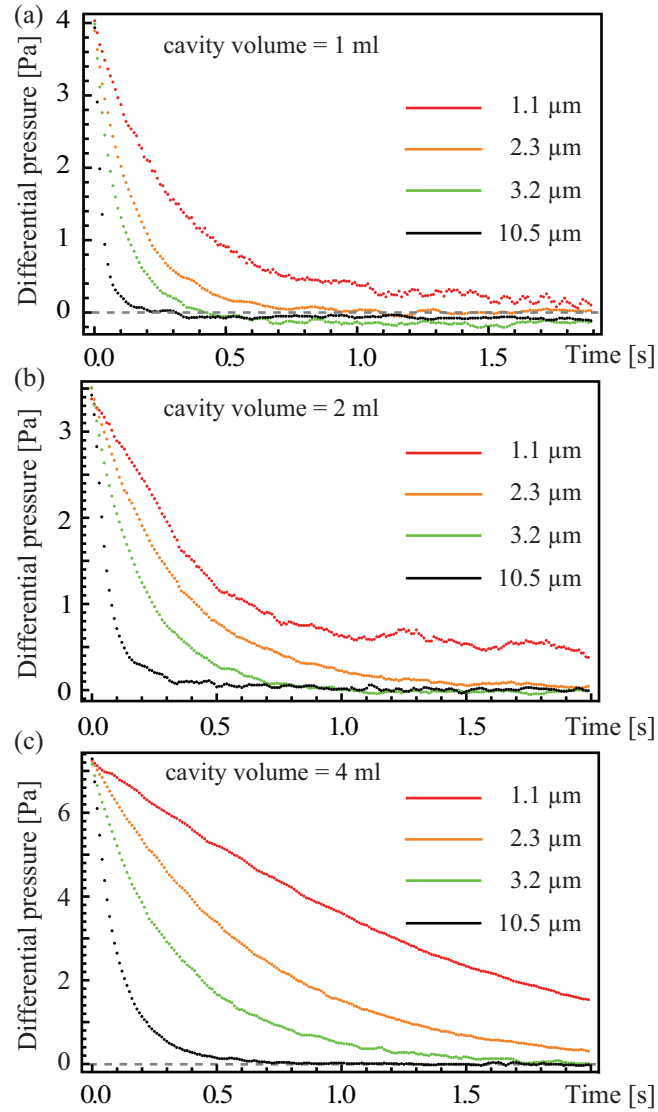 (a)
cavity volume = 1 ml
Differential pressure [Pa]
4
3
2
1
0
1.1 µm
2.3 µm
3.2 µm
10.5 µm
0.0 0.5 1.0 1.5 Time [s]
(b)
cavity volume = 2 ml
Differential pressure [Pa]
3
2
1
0
1.1 µm
2.3 µm
3.2 µm
10.5 µm
0.0 0.5 1.0 1.5 Time [s]
(c)
cavity volume = 4 ml
Differential pressure [Pa]
6
4
2
0
1.1 µm
2.3 µm
3.2 µm
10.5 µm
0.0 0.5 1.0 1.5 Time [s]